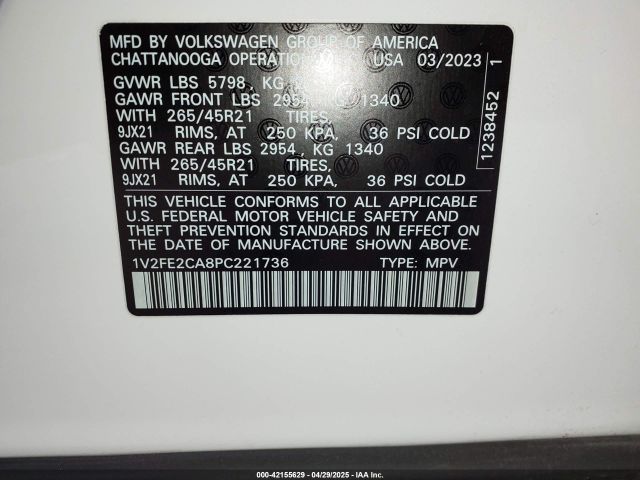 MFD BY VOLKSWAGEN GROUP OF AMERICA
CHATTANOOGA OPERATION USA 03/2023
GVWR LBS 5798, KG
GAWR FRONT LBS 2954 KG 1340
WITH 265/45R21 TIRES,
9JX21 RIMS, AT 250 KPA, 36 PSI COLD
GAWR REAR LBS 2954, KG 1340
WITH 265/45R21 TIRES,
9JX21 RIMS, AT 250 KPA, 36 PSI COLD
THIS VEHICLE CONFORMS TO ALL APPLICABLE
U.S. FEDERAL MOTOR VEHICLE SAFETY AND
THEFT PREVENTION STANDARDS IN EFFECT ON
THE DATE OF MANUFACTURE SHOWN ABOVE.
1V2FE2CA8PC221736 TYPE: MPV
1238452 1
000-42155629 04/29/2025 - IAA Inc.